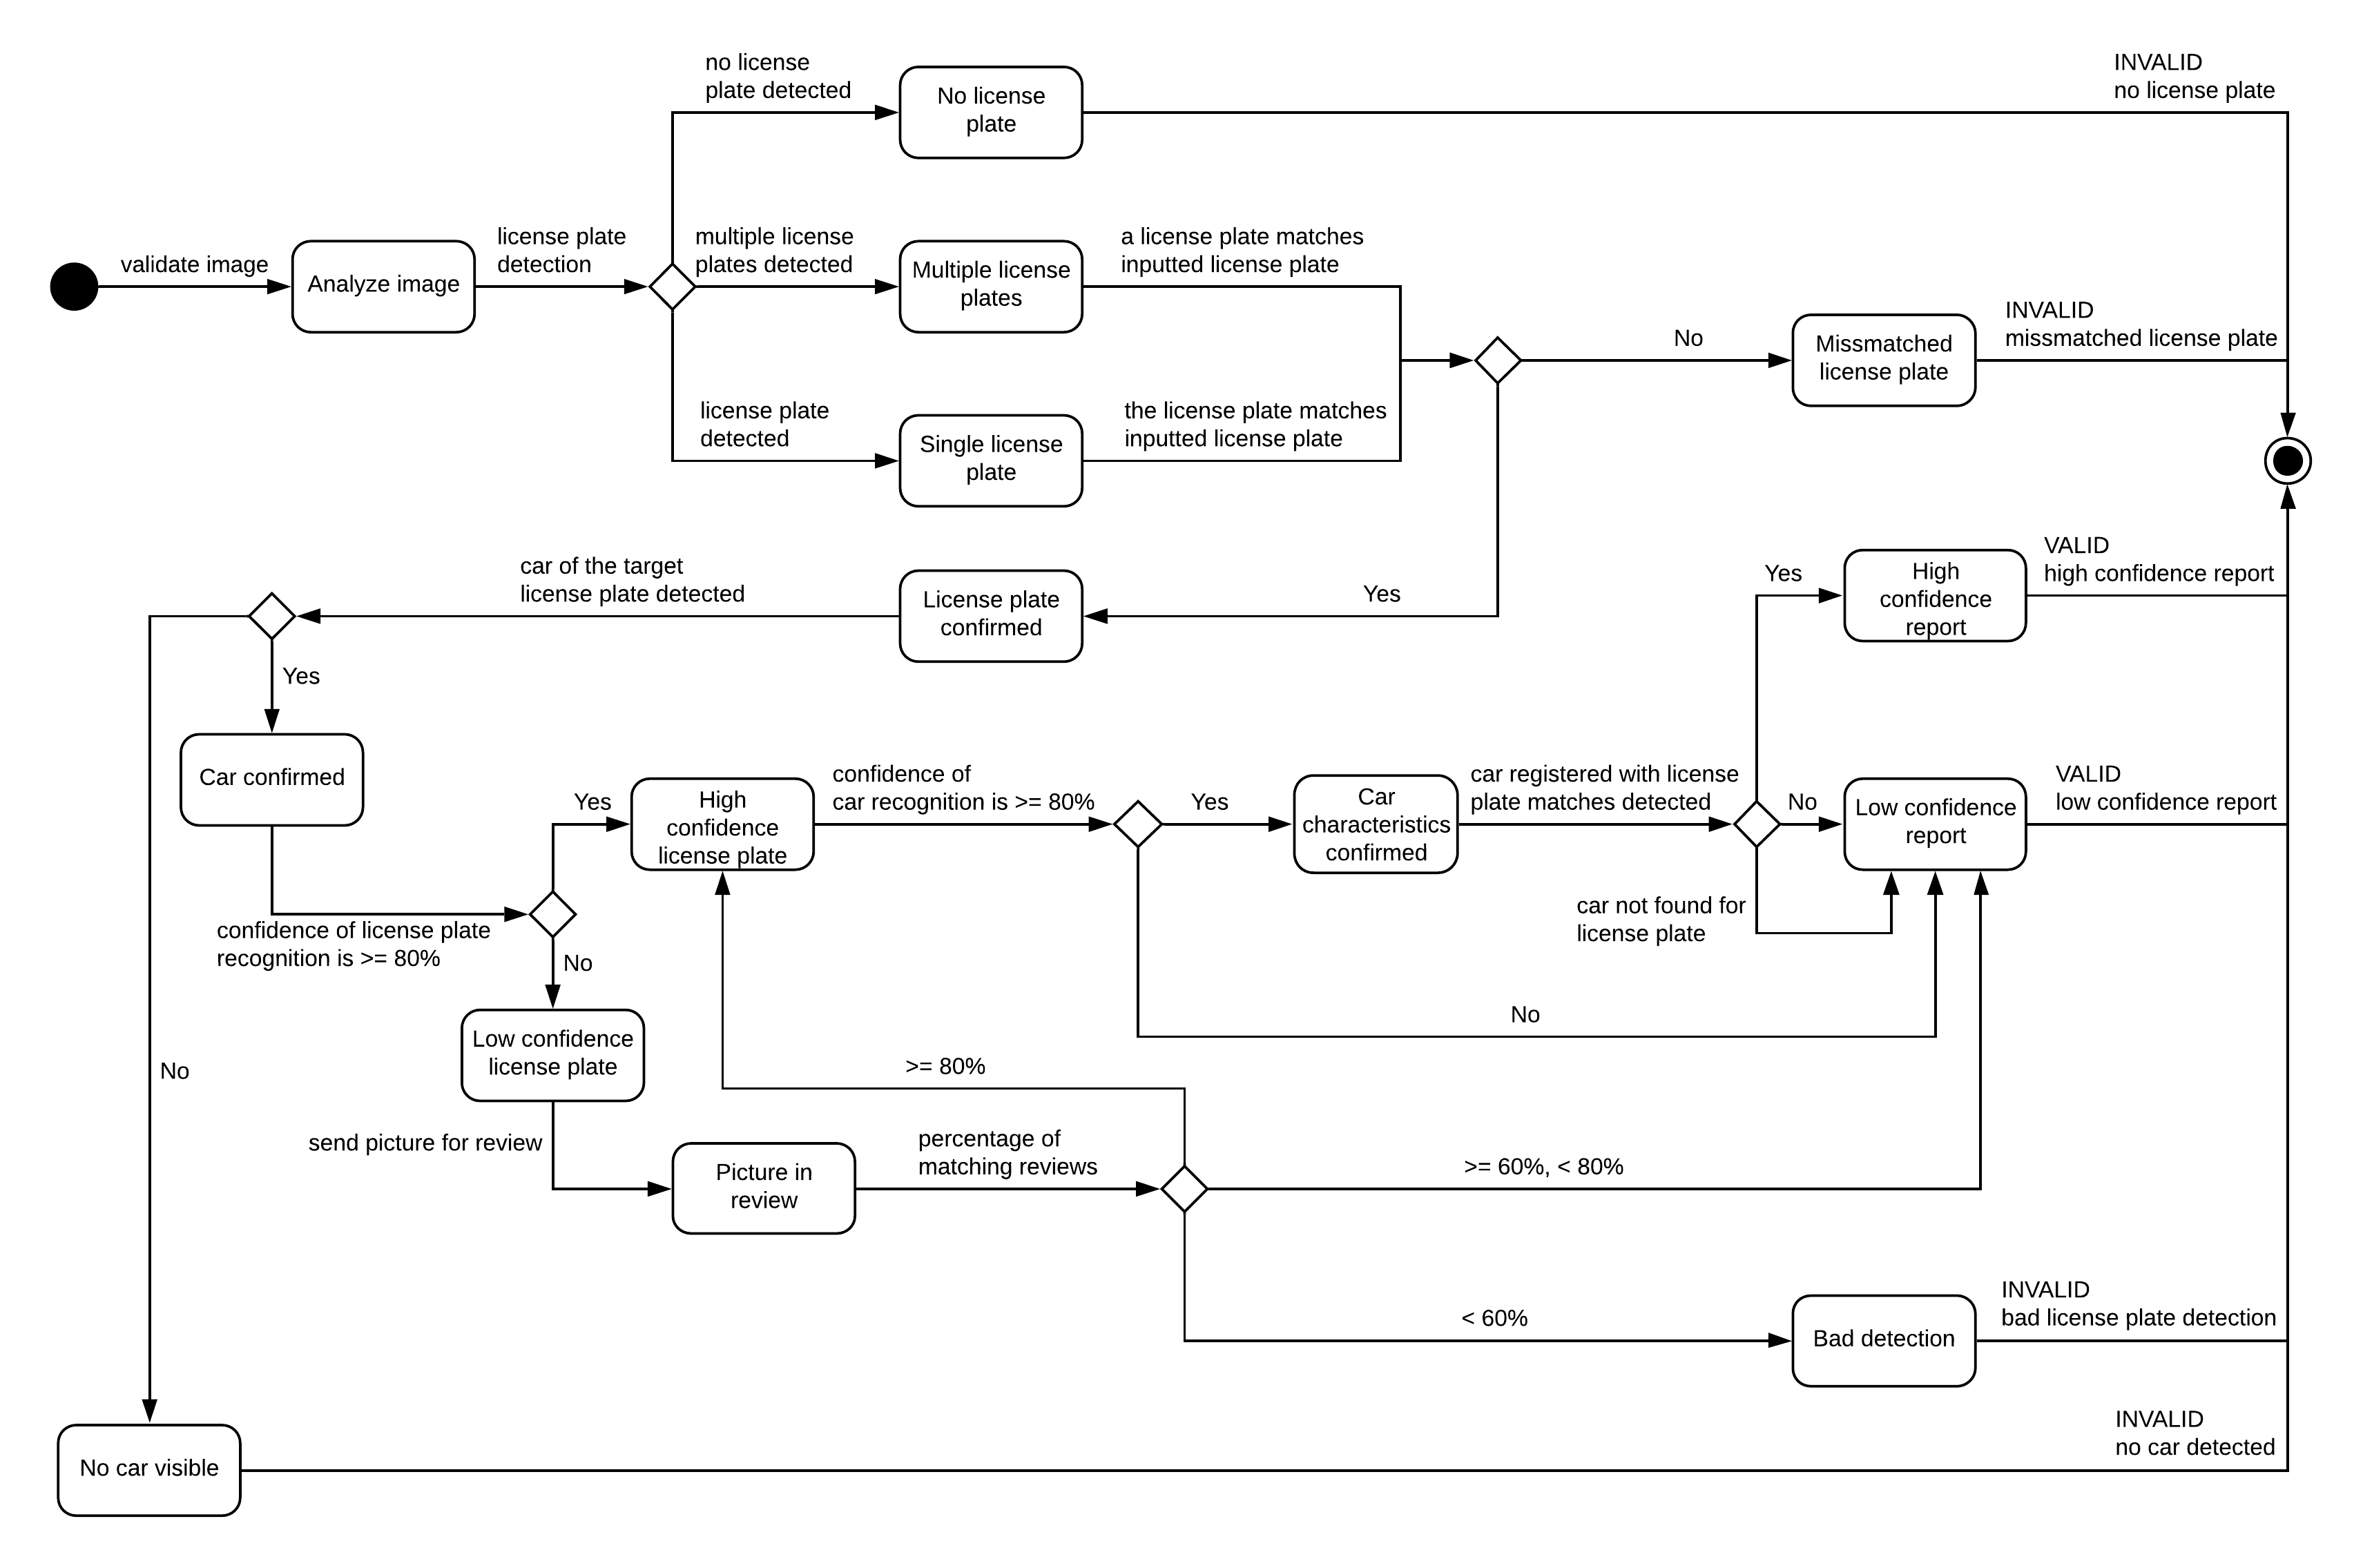 no license
plate detected
No license
plate
INVALID
no license plate
validate image
Analyze image
license plate
detection
multiple license
plates detected
Multiple license
plates
a license plate matches
inputted license plate
No
Missmatched
license plate
INVALID
missmatched license plate
license plate
detected
Single license
plate
the license plate matches
inputted license plate
car of the target
license plate detected
License plate
confirmed
Yes
Yes
High
confidence
report
VALID
high confidence report
Yes
Car confirmed
Yes
High
confidence
license plate
confidence of
car recognition is >= 80%
Yes
Car
characteristics
confirmed
car registered with license
plate matches detected
No
Low confidence
report
VALID
low confidence report
confidence of license plate
recognition is >= 80%
car not found for
license plate
No
Low confidence
license plate
No
No
>= 80%
send picture for review
Picture in
review
percentage of
matching reviews
>= 60%, < 80%
< 60%
Bad detection
INVALID
bad license plate detection
No car visible
INVALID
no car detected